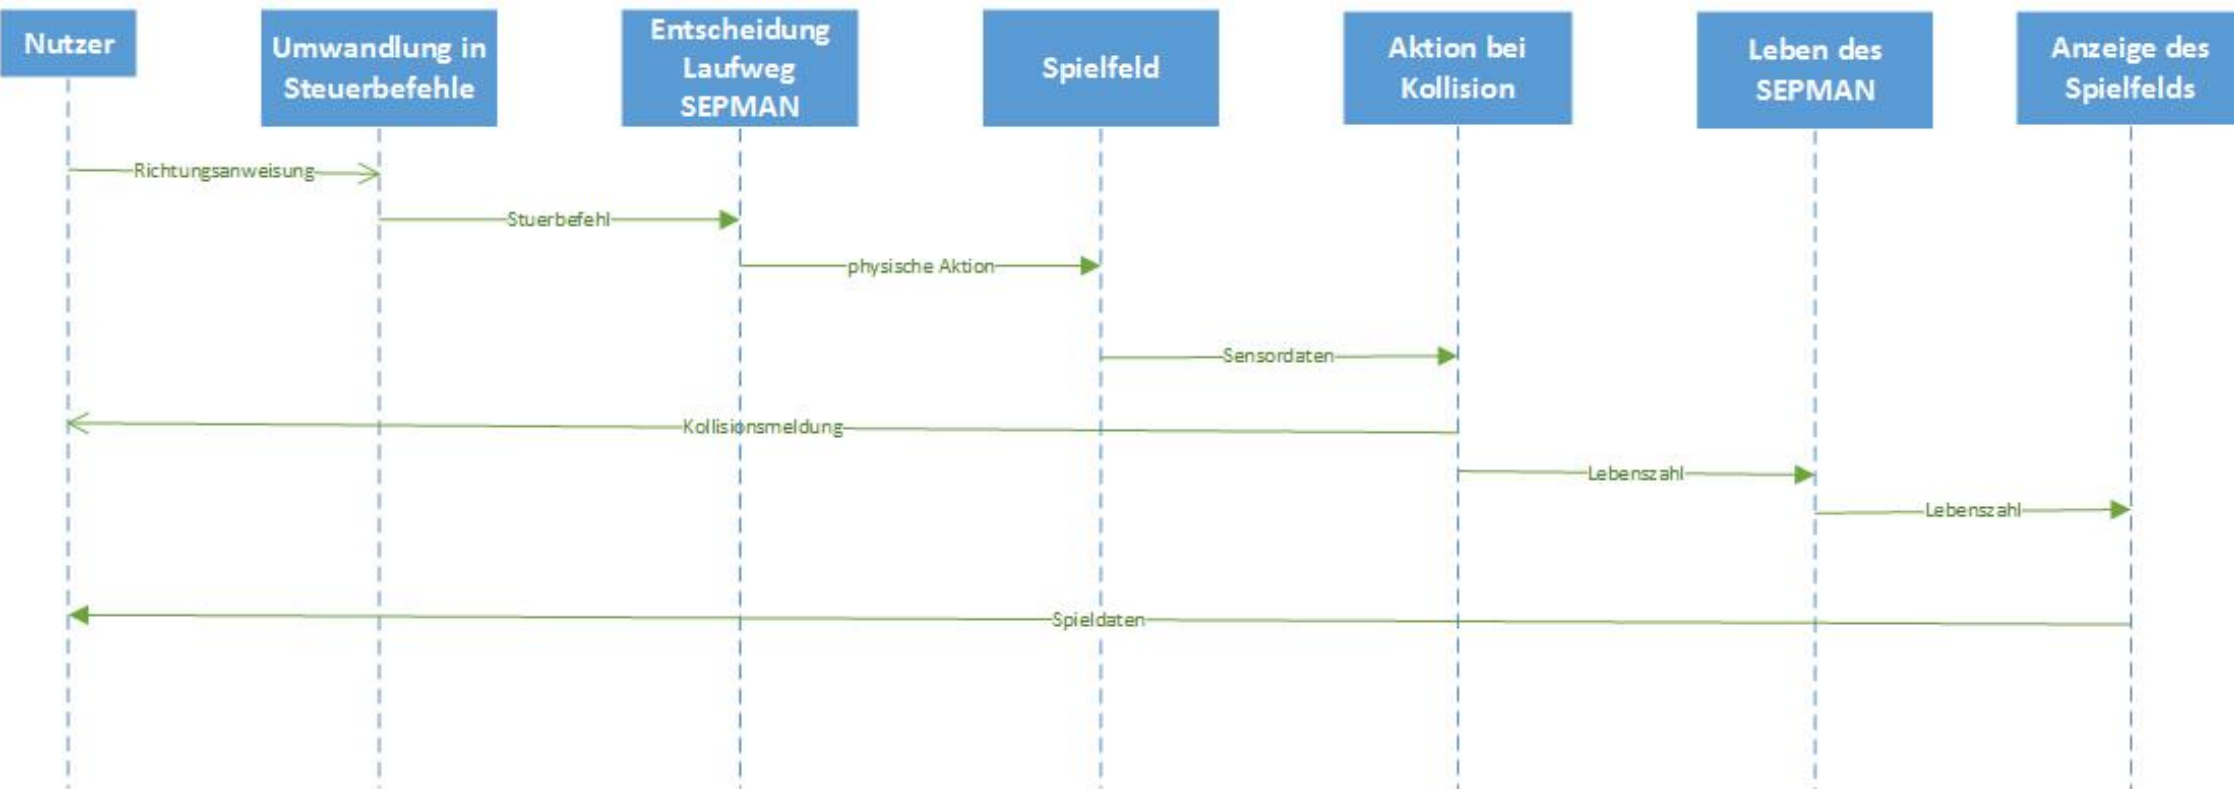 Nutzer
Umwandlung in
Steuerbefehle
Entscheidung
Laufweg
SEPMAN
Spielfeld
Aktion bei
Kollision
Leben des
SEPMAN
Anzeige des
Spielfelds
Richtungsanweisung
Stuerbefehl
physische Aktion
Sensordaten
Kollisionsmeldung
Lebenszahl
Lebenszahl
Spieldaten